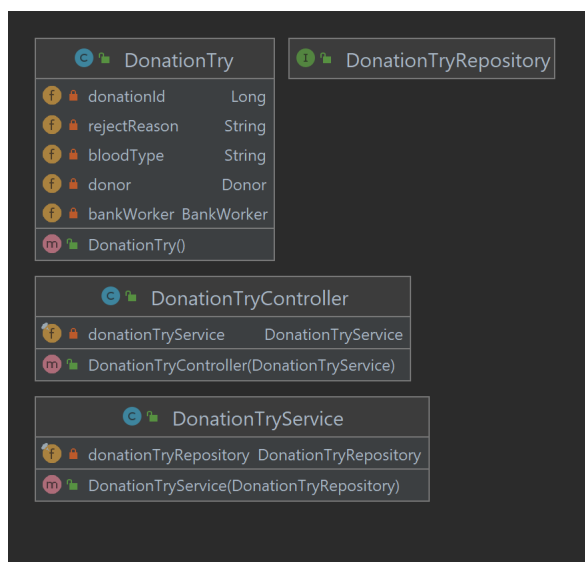 DonationTry
donationId Long
rejectReason String
bloodType String
donor Donor
bankWorker BankWorker
DonationTry()
DonationTryRepository
DonationTryController
donationTryService DonationTryService
DonationTryController(DonationTryService)
DonationTryService
donationTryRepository DonationTryRepository
DonationTryService(DonationTryRepository)